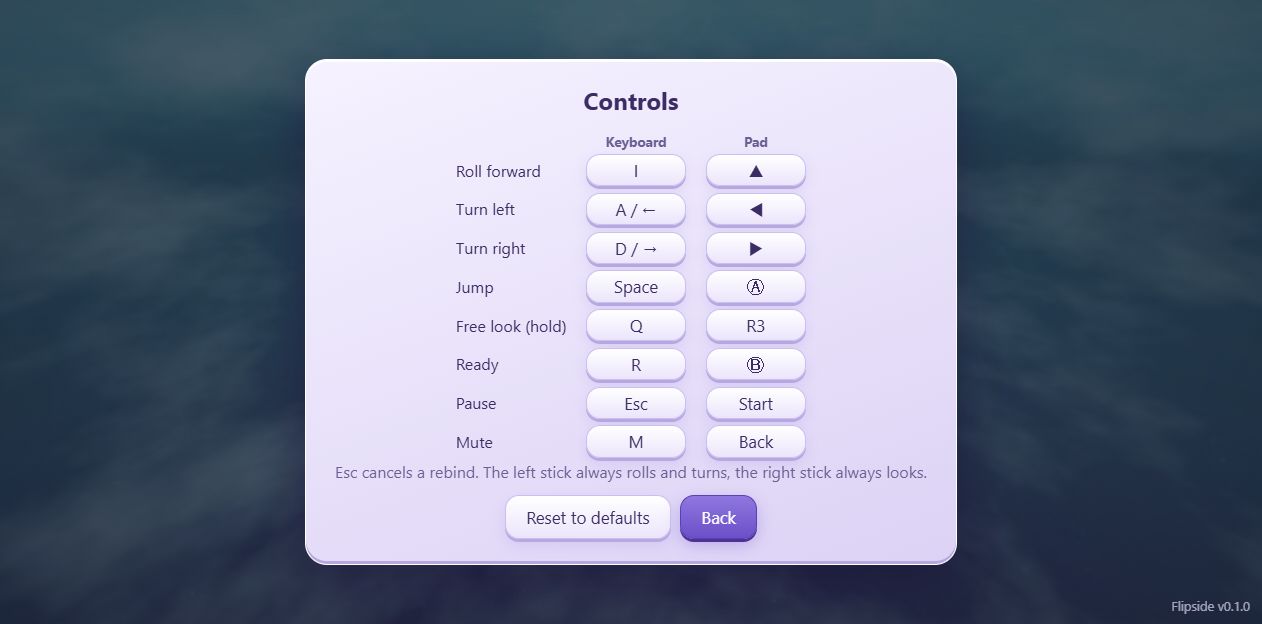 Controls
Keyboard Pad
Roll forward I ▲
Turn left A / ← ◀
Turn right D / → ▶
Jump Space Ⓐ
Free look (hold) Q R3
Ready R Ⓑ
Pause Esc Start
Mute M Back
Esc cancels a rebind. The left stick always rolls and turns, the right stick always looks.
Reset to defaults Back
Flipside v0.1.0